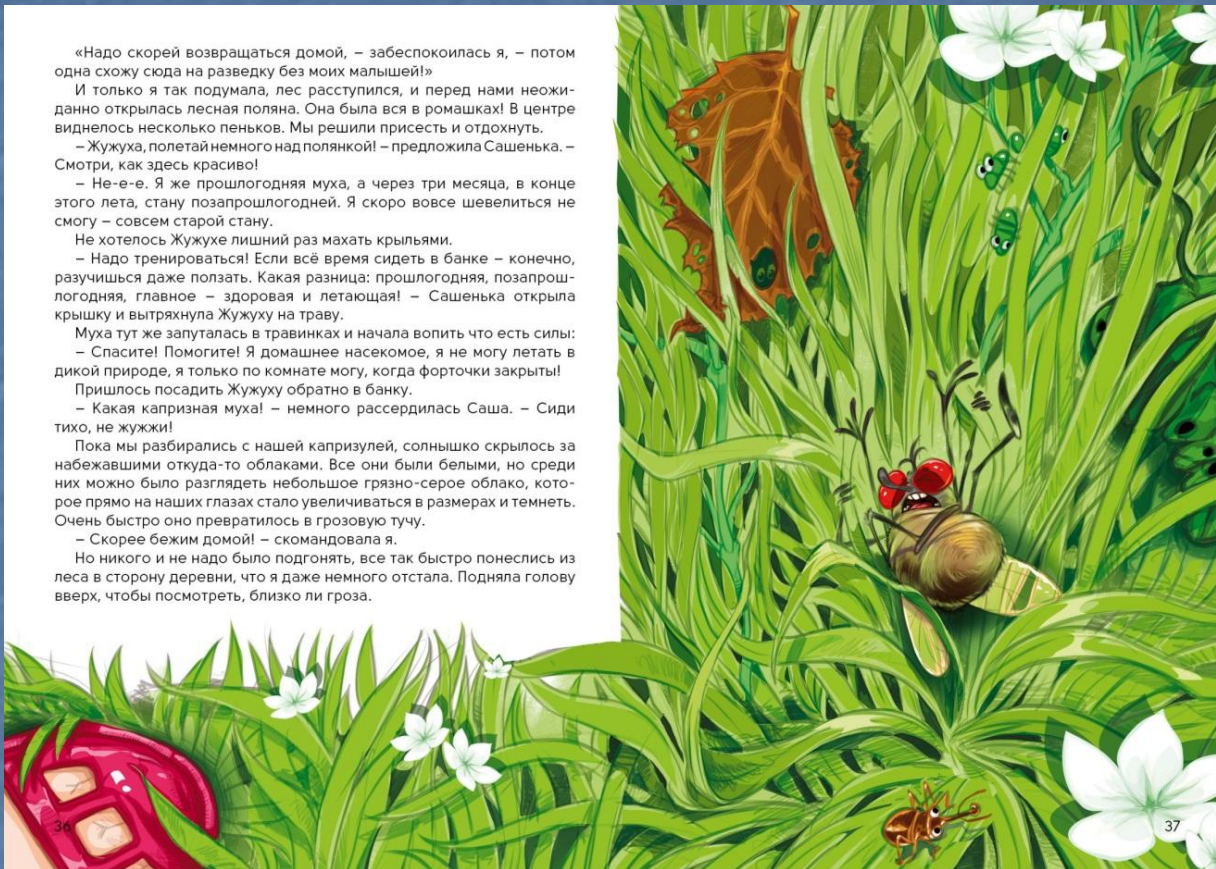 «Надо скорей возвращаться домой, – забеспокоилась я, – потом
одна схожу сюда на разведку без моих малышей!»
И только я так подумала, лес расступился, и перед нами неожи-
данно открылась лесная поляна. Она была вся в ромашках! В центре
виднелось несколько пеньков. Мы решили присесть и отдохнуть.
– Жужуха, полетай немного над полянкой! – предложила Сашенька. –
Смотри, как здесь красиво!
– Не-е-е. Я же прошлогодняя муха, а через три месяца, в конце
этого лета, стану позапрошлогодней. Я скоро вовсе шевелиться не
смогу – совсем старой стану.
Не хотелось Жужухе лишний раз махать крыльями.
– Надо тренироваться! Если всё время сидеть в банке – конечно,
разучишься даже ползать. Какая разница: прошлогодняя, позапрош-
логодняя, главное – здоровая и летающая! – Сашенька открыла
крышку и вытряхнула Жужуху на траву.
Муха тут же запуталась в травинках и начала вопить что есть силы:
– Спасите! Помогите! Я домашнее насекомое, я не могу летать в
дикой природе, я только по комнате могу, когда форточки закрыты!
Пришлось посадить Жужуху обратно в банку.
– Какая капризная муха! – немного рассердилась Саша. – Сиди
тихо, не жужжи!
Пока мы разбирались с нашей капризулей, солнышко скрылось за
набежавшими откуда-то облаками. Все они были белыми, но среди
них можно было разглядеть небольшое грязно-серое облако, кото-
рое прямо на наших глазах стало увеличиваться в размерах и темнеть.
Очень быстро оно превратилось в грозовую тучу.
– Скорее бежим домой! – скомандовала я.
Но никого и не надо было подгонять, все так быстро понеслись из
леса в сторону деревни, что я даже немного отстала. Подняла голову
вверх, чтобы посмотреть, близко ли гроза.
36
37